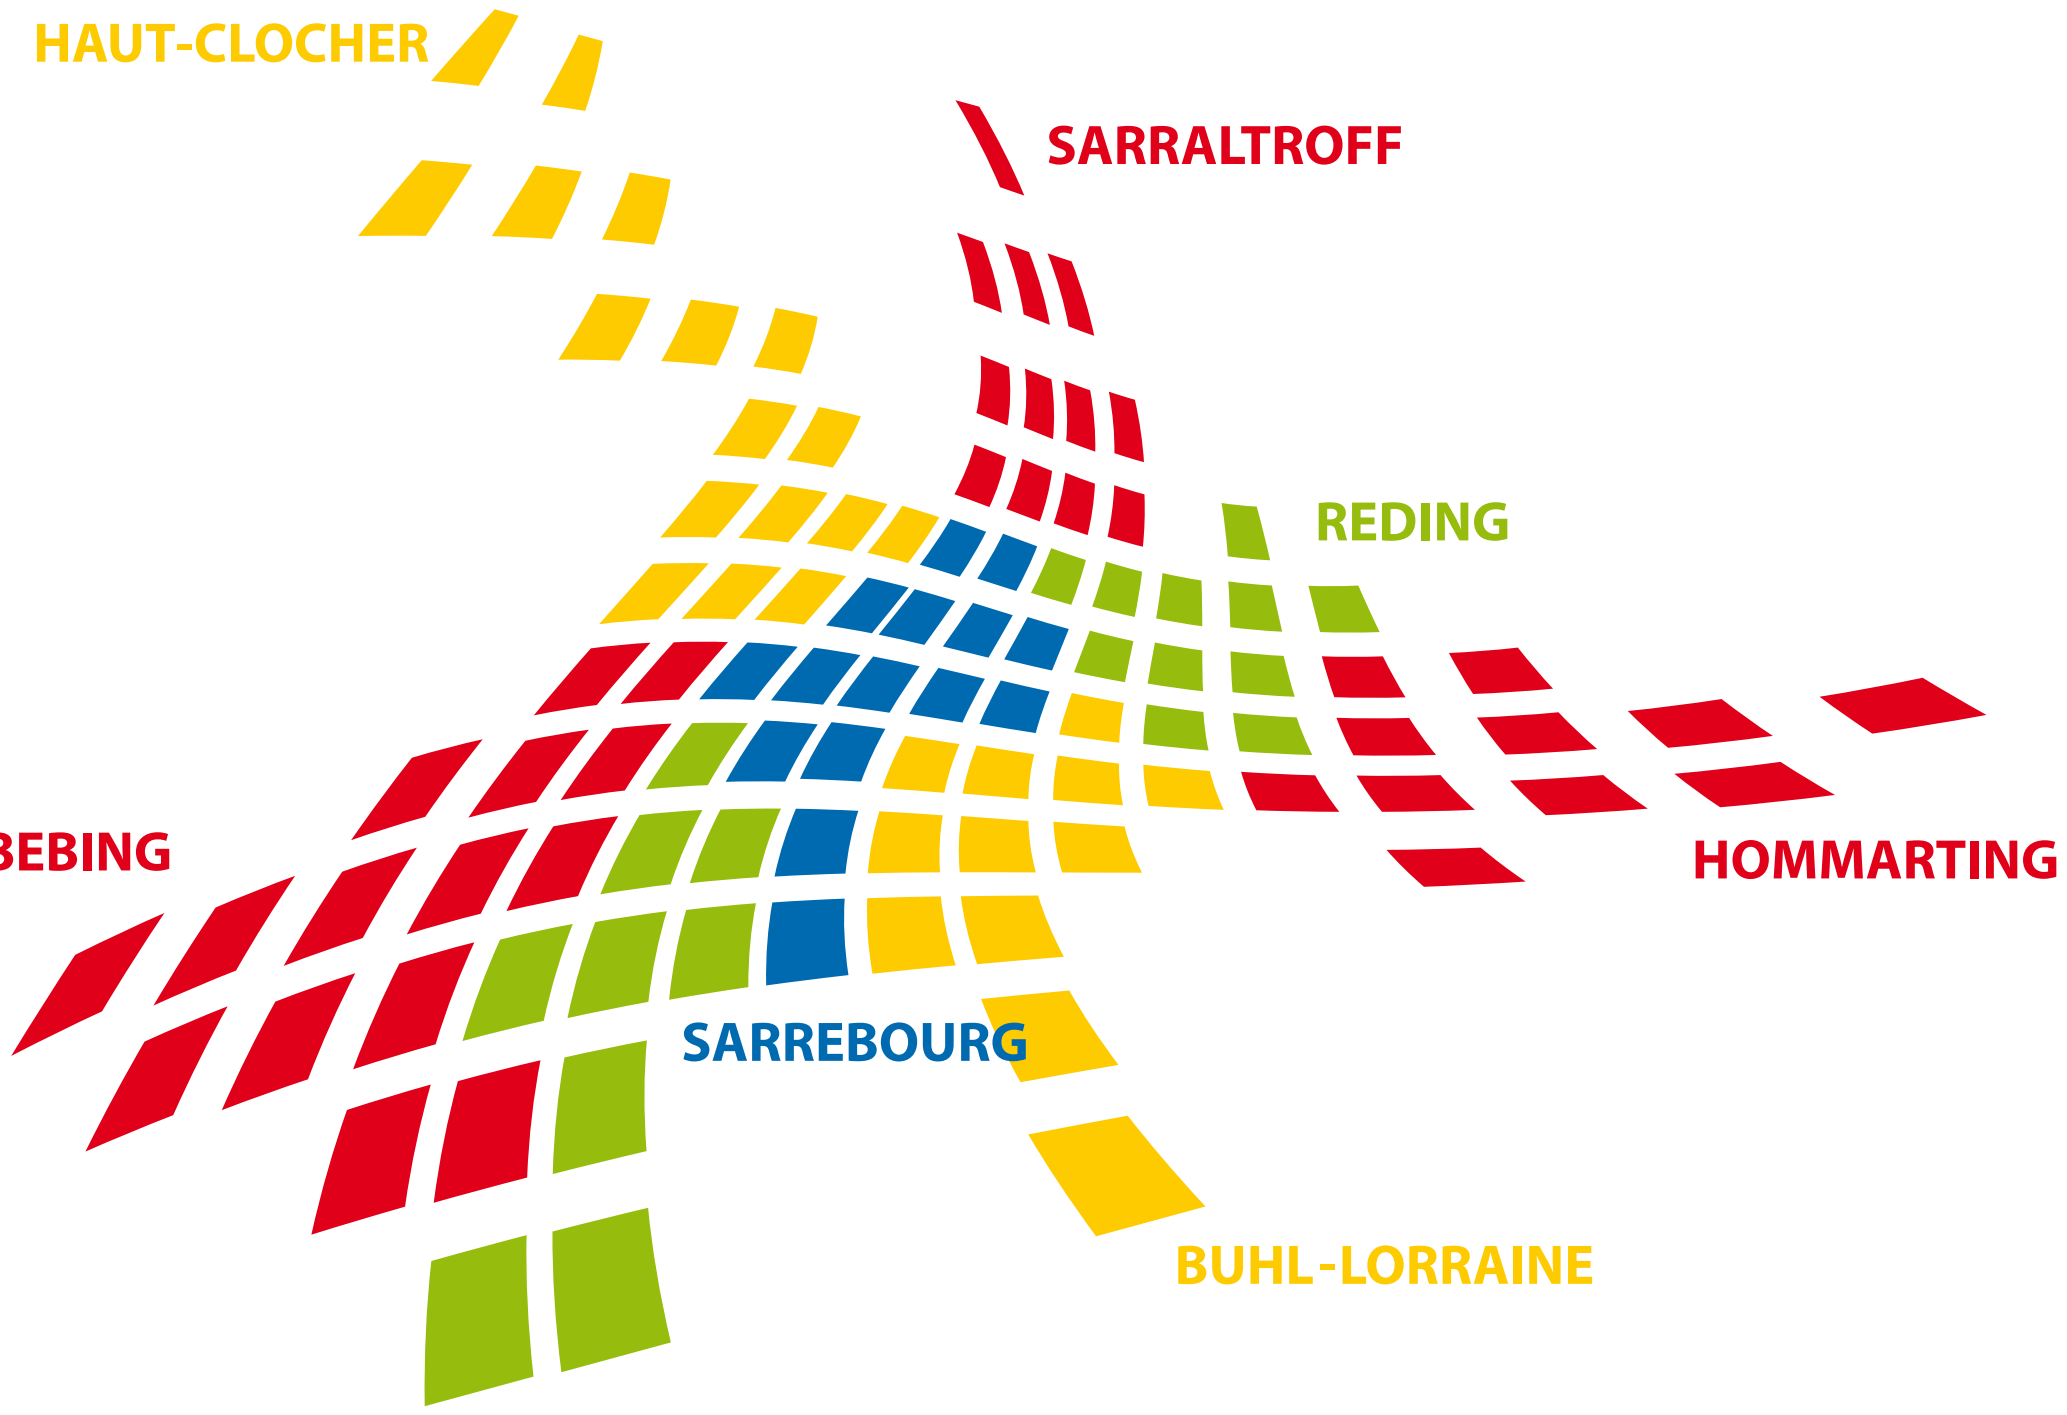 HAUT-CLOCHER
SARRALTROFF
REDING
BEBING
HOMMARTING
SARREBOURG
BUHL-LORRAINE